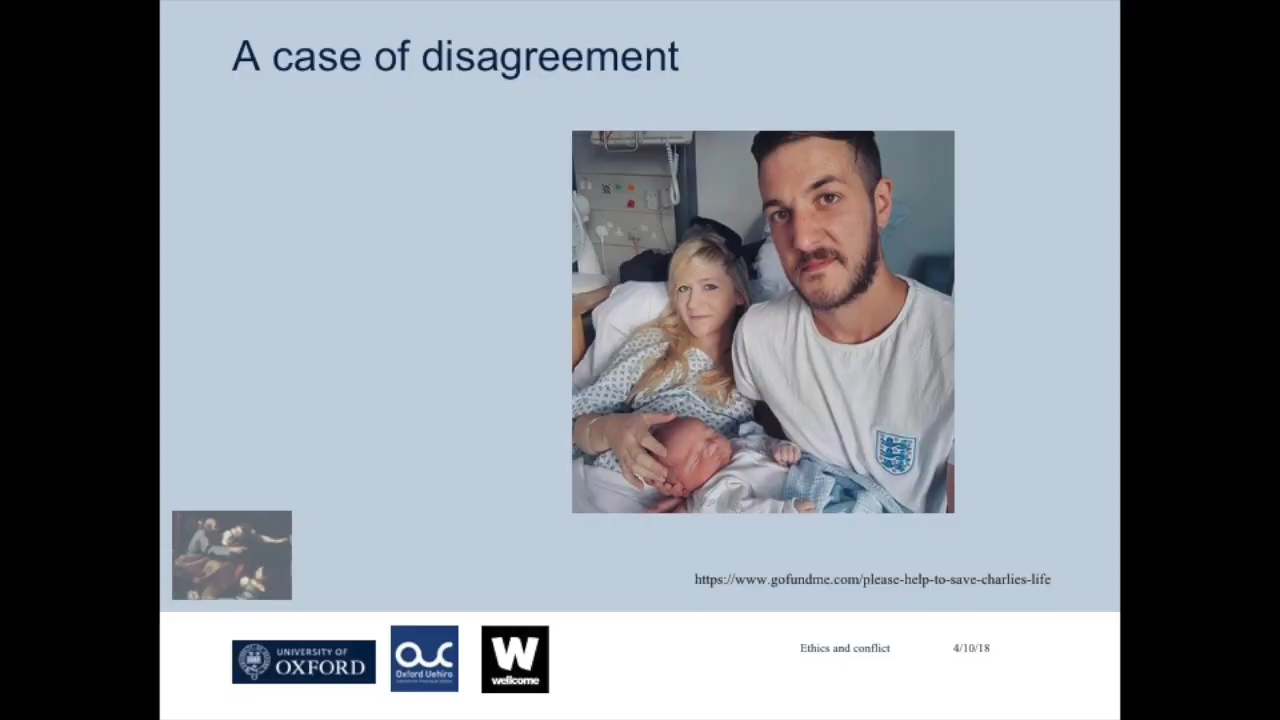 A case of disagreement
https://www.gofundme.com/please-help-to-save-charlies-life
UNIVERSITY OF
OXFORD
Oxford Uehiro
W
wellcome
Ethics and conflict
4/10/18